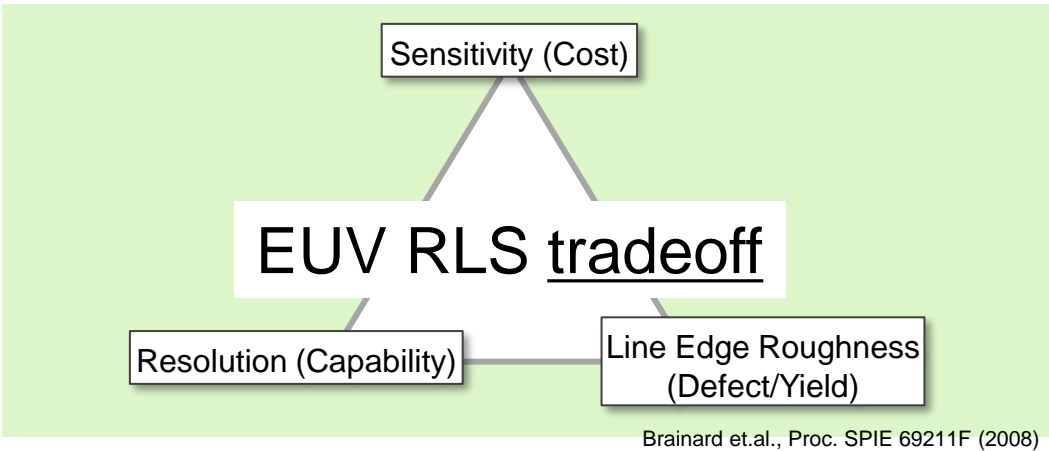 Sensitivity (Cost)
EUV RLS tradeoff
Resolution (Capability)
Line Edge Roughness
(Defect/Yield)
Brainard et.al., Proc. SPIE 69211F (2008)